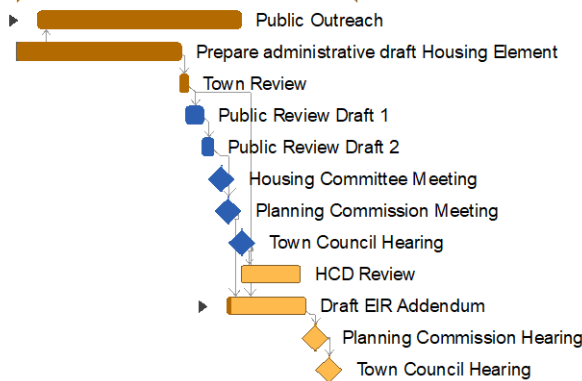 Public Outreach
Prepare administrative draft Housing Element
Town Review
Public Review Draft 1
Public Review Draft 2
Housing Committee Meeting
Planning Commission Meeting
Town Council Hearing
HCD Review
Draft EIR Addendum
Planning Commission Hearing
Town Council Hearing